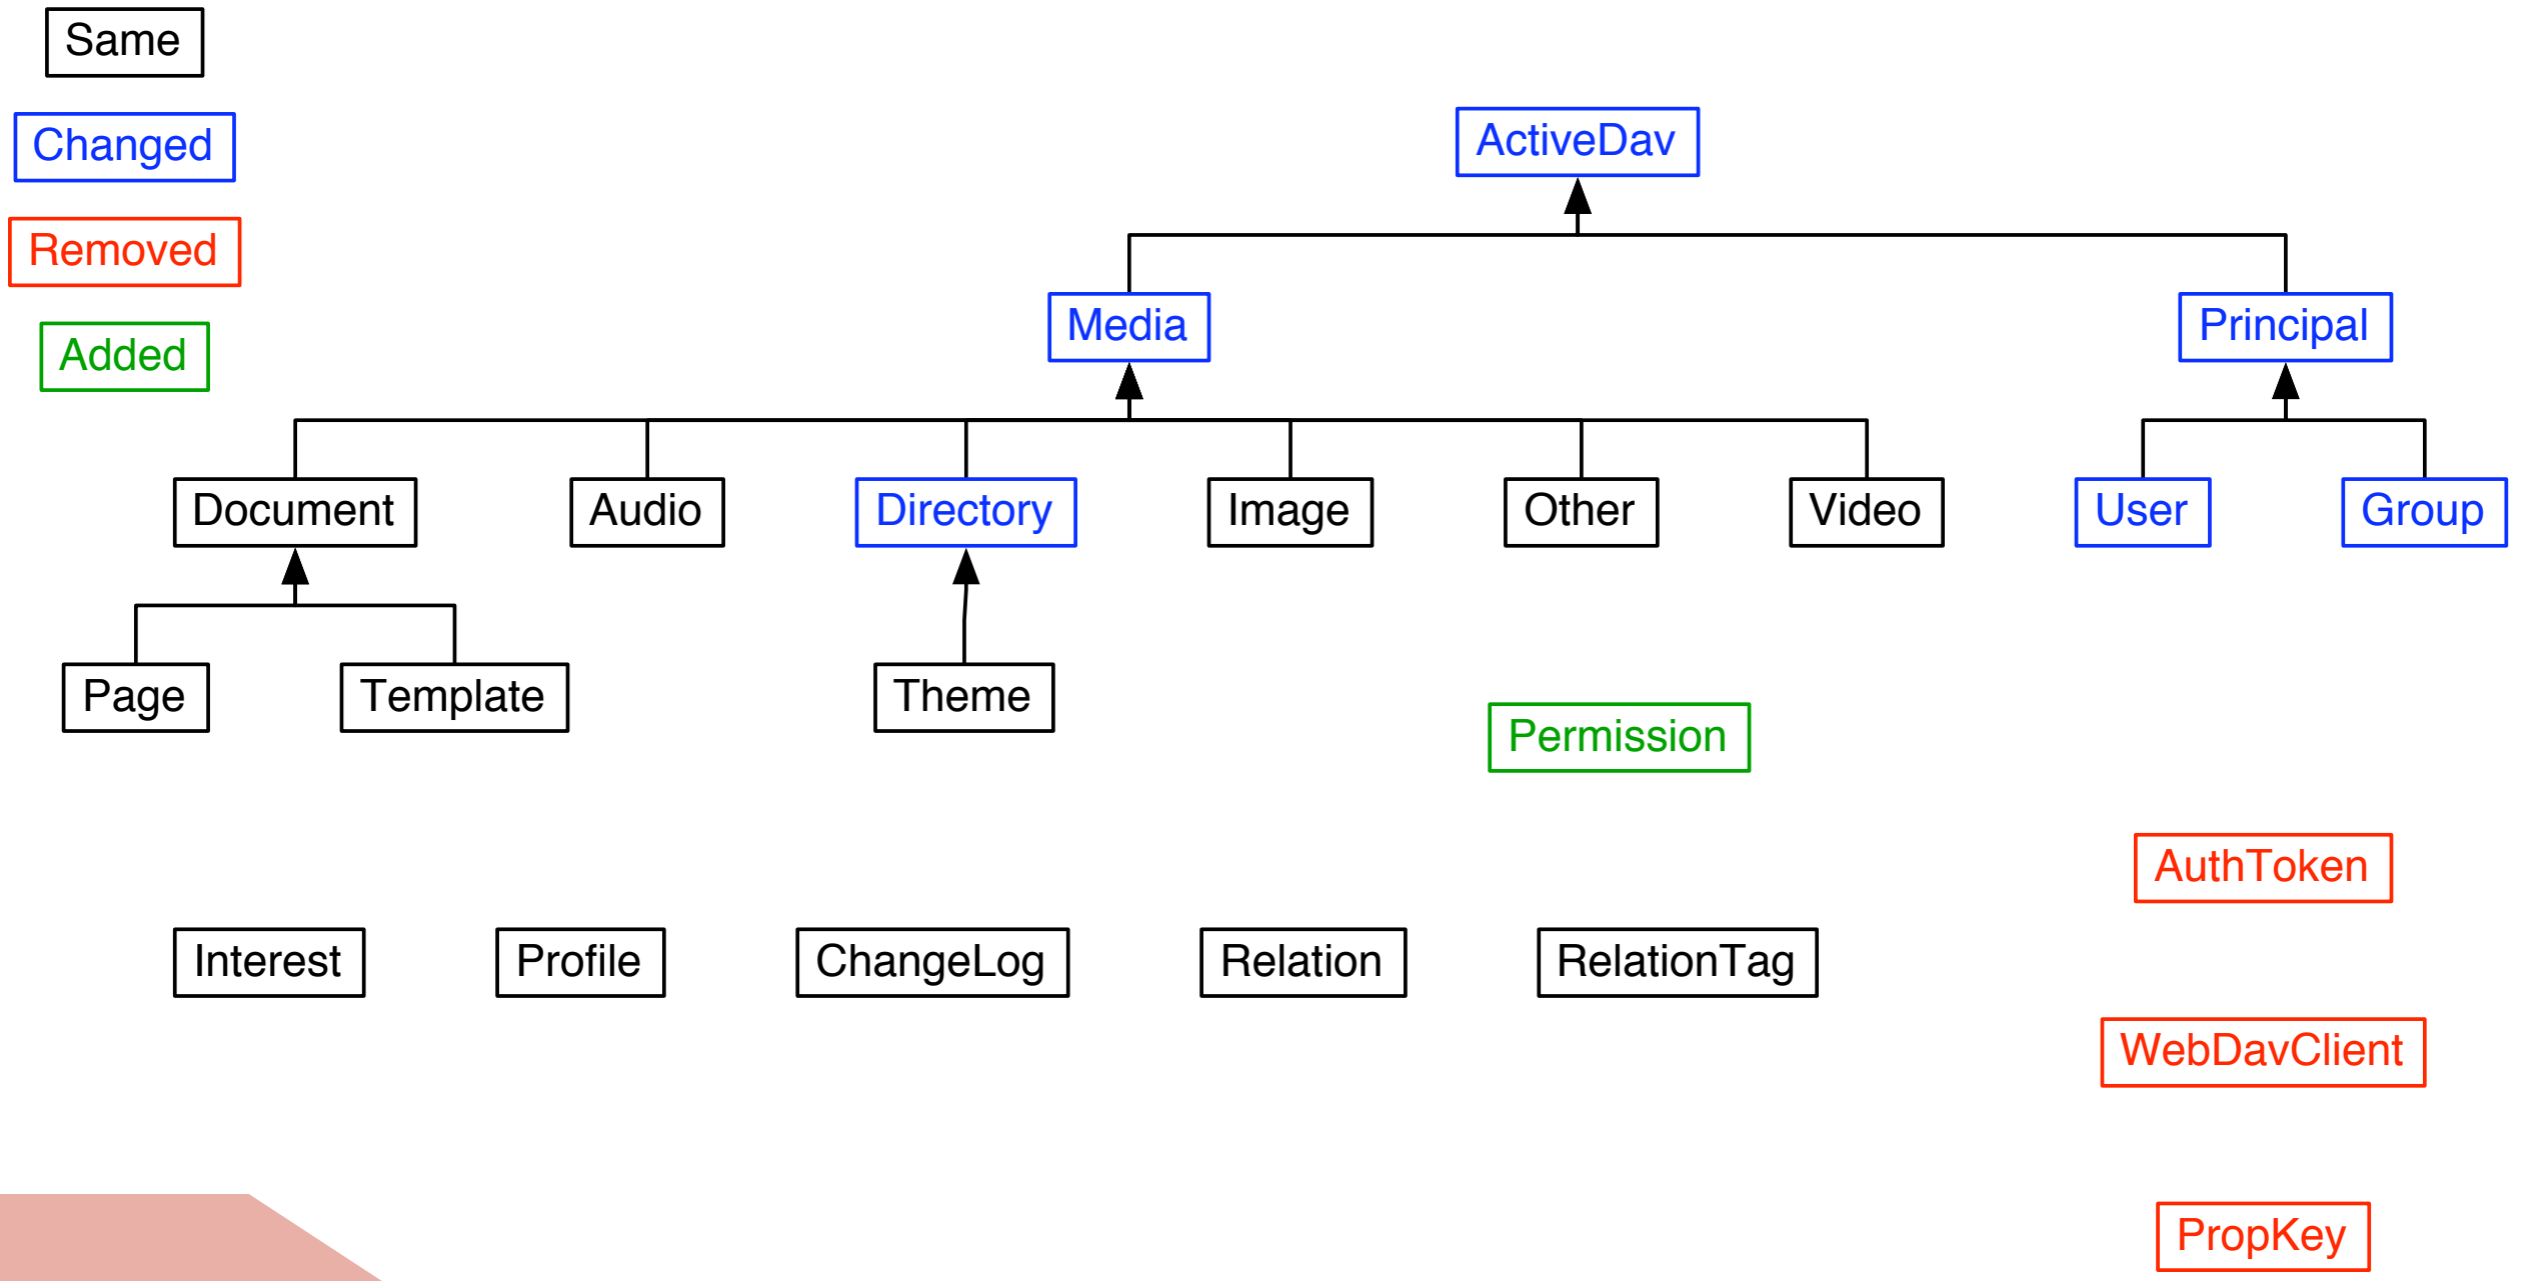 Same
Changed
Removed
Added
ActiveDav
Media
Principal
Document
Audio
Directory
Image
Other
Video
User
Group
Page
Template
Theme
Permission
AuthToken
Interest
Profile
ChangeLog
Relation
RelationTag
WebDavClient
PropKey